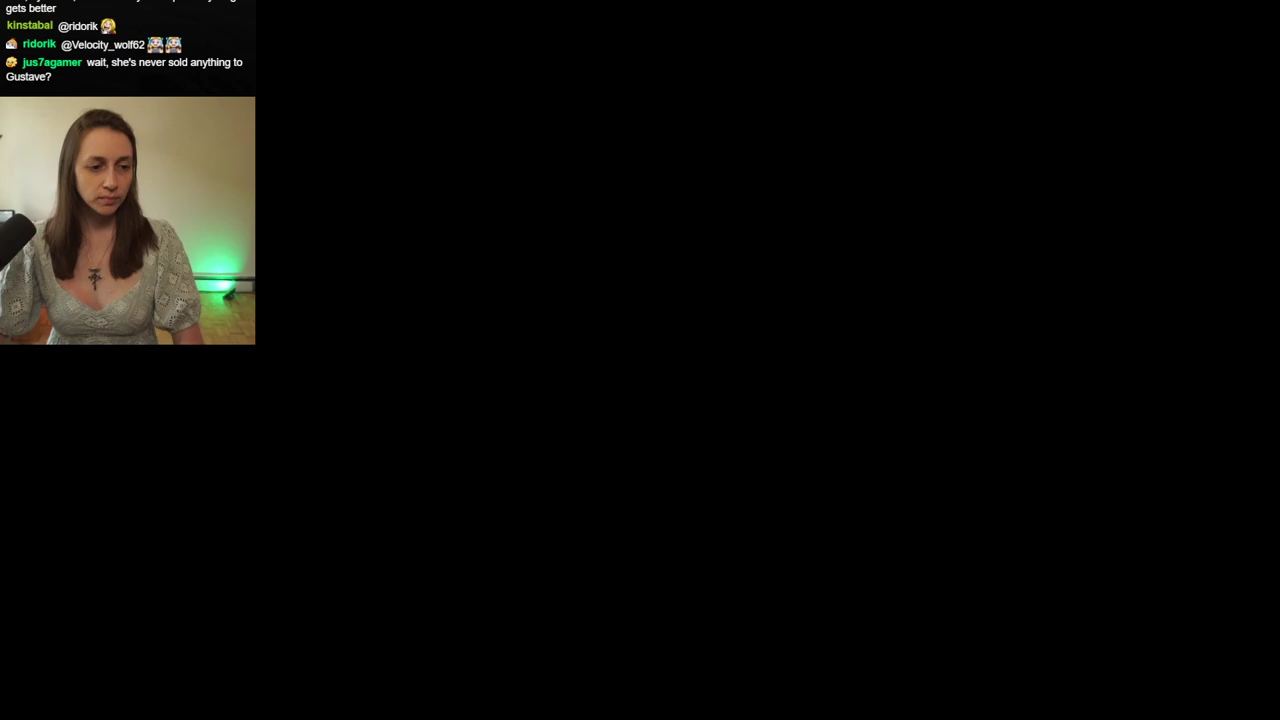 gets better
kinstabal @ridorik
ridorik @Velocity_wolf62
jus7agamer wait, she's never sold anything to
Gustave?